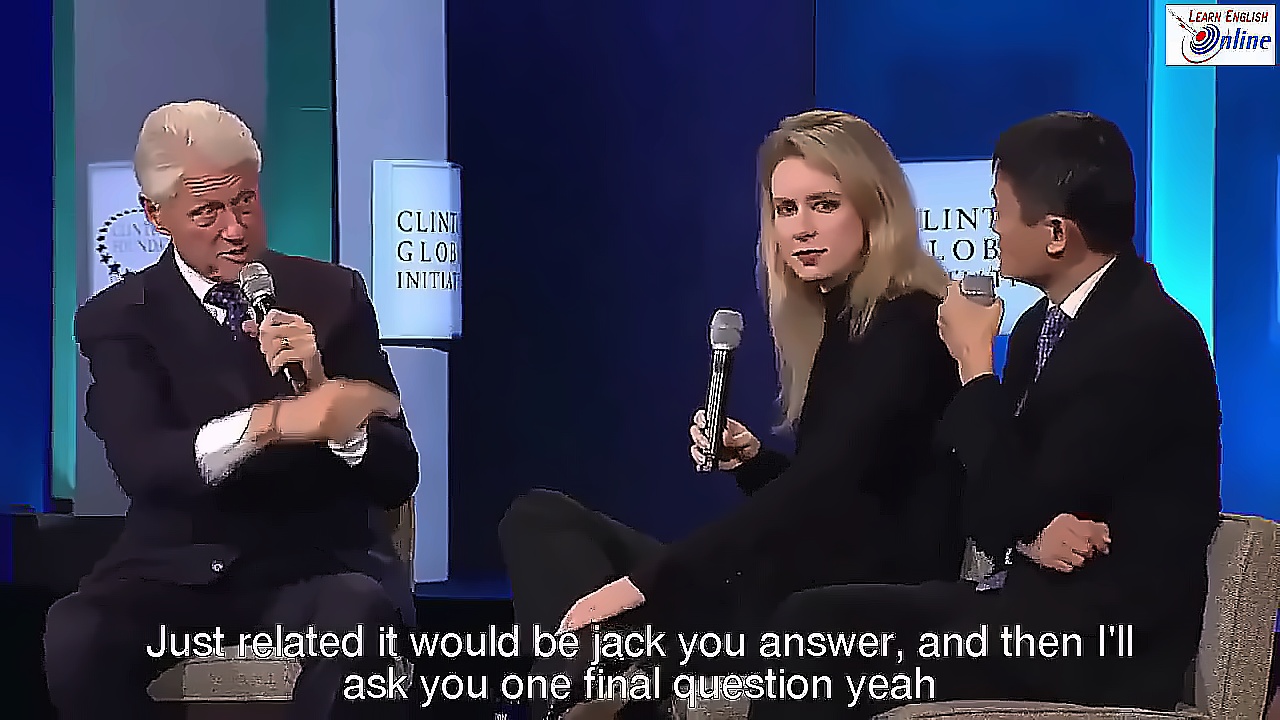 LEARN ENGLISH
Online
CLINT
GLOB
INITIAT
LINT
LOB
Just related it would be jack you answer, and then I'll
ask you one final question yeah